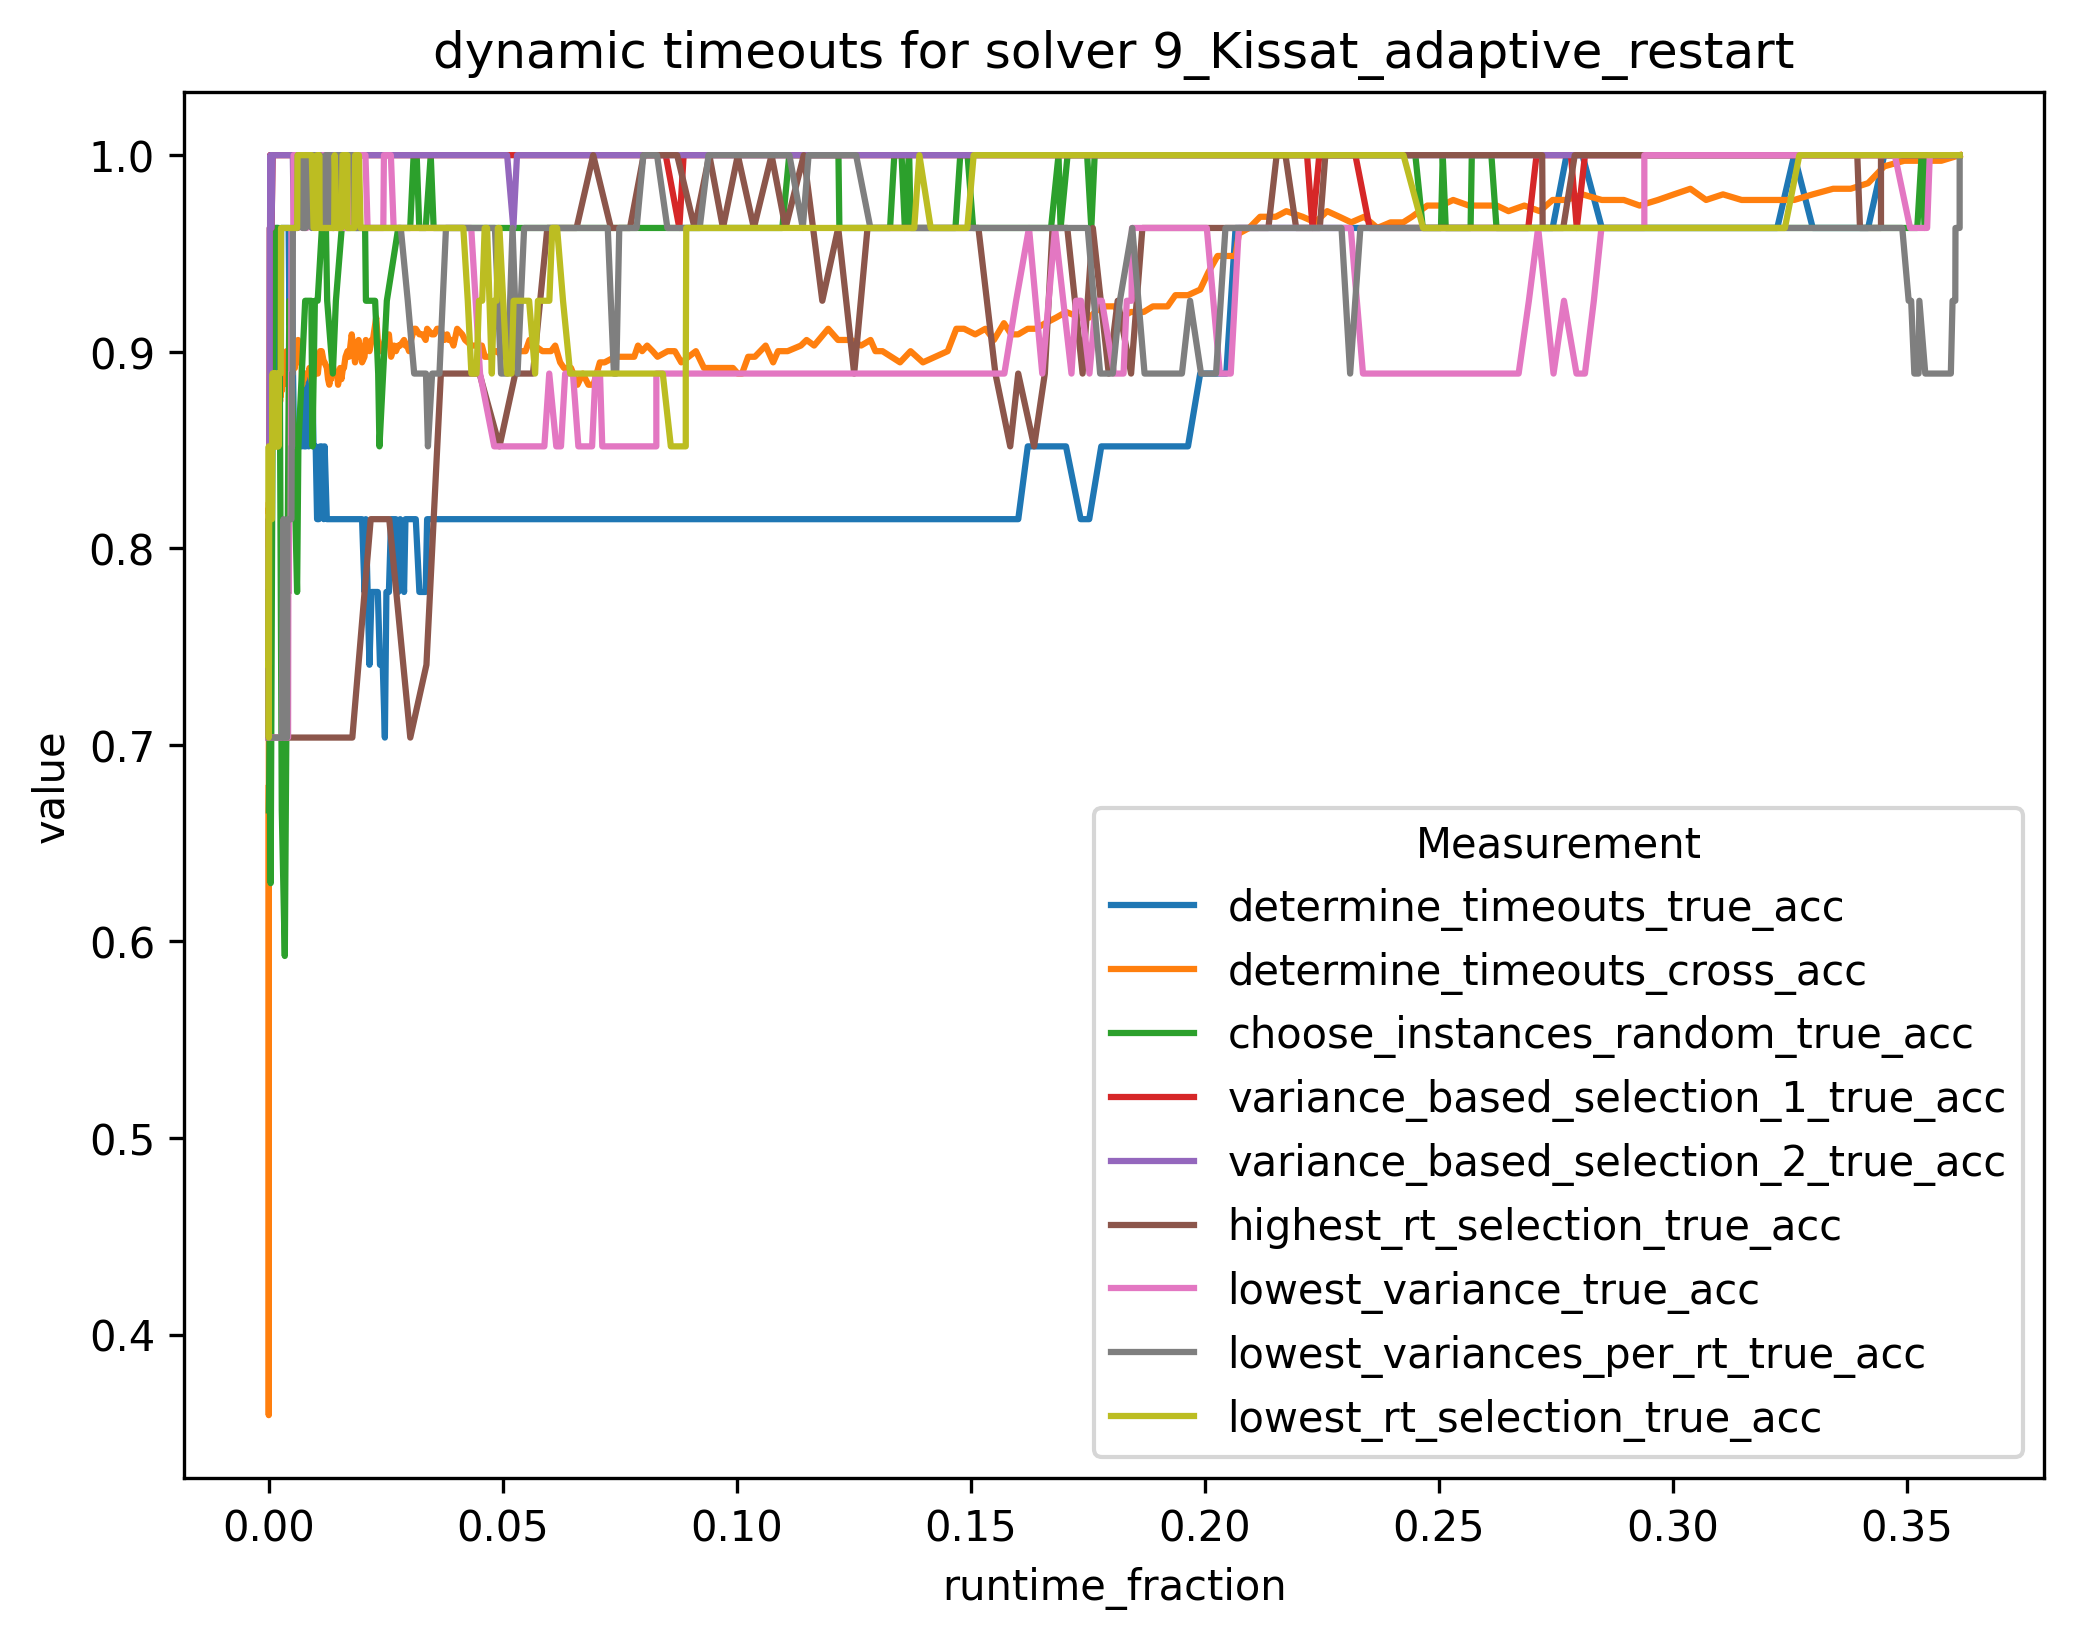 dynamic timeouts for solver 9_Kissat_adaptive_restart
value
1.0
0.9
0.8
0.7
0.6
0.5
0.4
Measurement
determine_timeouts_true_acc
determine_timeouts_cross_acc
choose_instances_random_true_acc
variance_based_selection_1_true_acc
variance_based_selection_2_true_acc
highest_rt_selection_true_acc
lowest_variance_true_acc
lowest_variances_per_rt_true_acc
lowest_rt_selection_true_acc
0.00 0.05 0.10 0.15 0.20 0.25 0.30 0.35
runtime_fraction